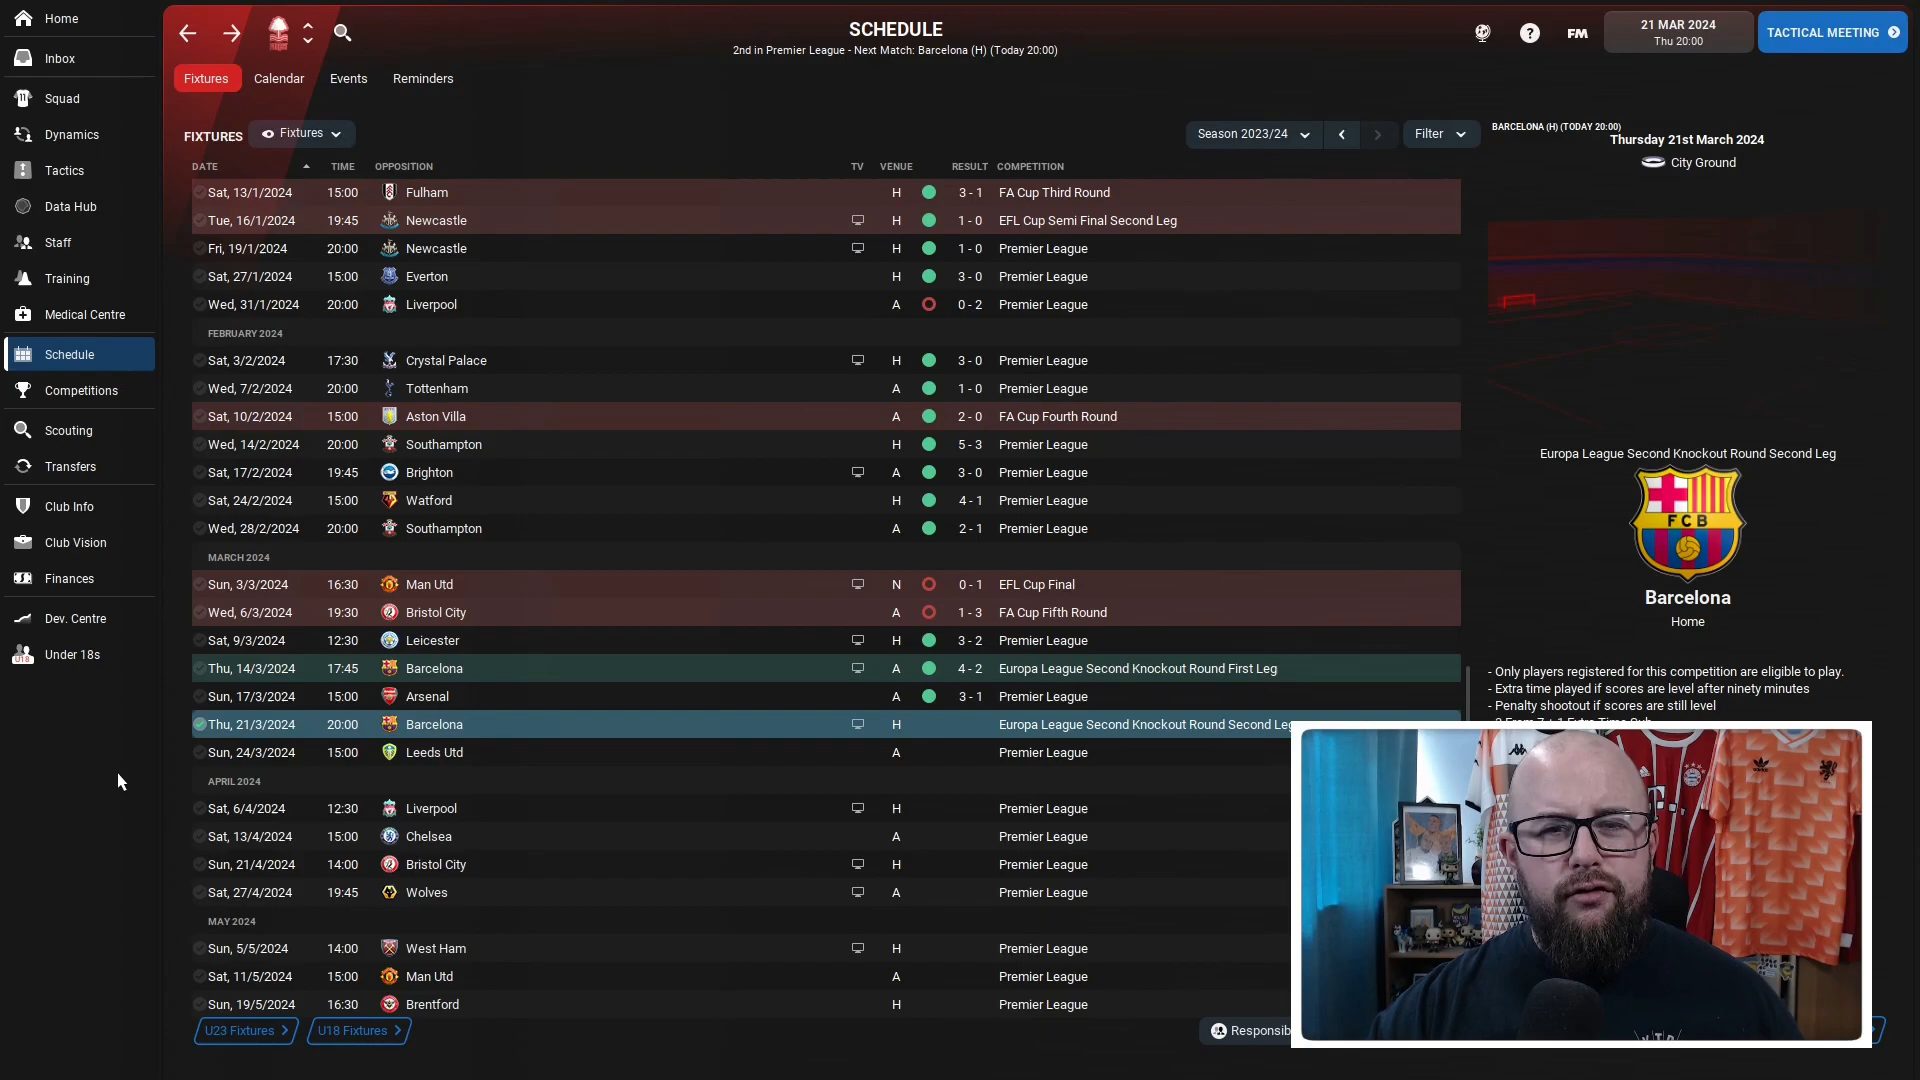 Home
Inbox
Squad
Dynamics
Tactics
Data Hub
Staff
Training
Medical Centre
Schedule
Competitions
Scouting
Transfers
Club Info
Club Vision
Finances
Dev. Centre
Under 18s
SCHEDULE
2nd in Premier League - Next Match: Barcelona (H) (Today 20:00)
FM
21 MAR 2024
Thu 20:00
TACTICAL MEETING
Fixtures Calendar Events Reminders
FIXTURES Fixtures
Season 2023/24 Filter
DATE TIME OPPOSITION TV VENUE RESULT COMPETITION
Sat, 13/1/2024 15:00 Fulham H 3 - 1 FA Cup Third Round
Tue, 16/1/2024 19:45 Newcastle H 1 - 0 EFL Cup Semi Final Second Leg
Fri, 19/1/2024 20:00 Newcastle H 1 - 0 Premier League
Sat, 27/1/2024 15:00 Everton H 3 - 0 Premier League
Wed, 31/1/2024 20:00 Liverpool A 0 - 2 Premier League
FEBRUARY 2024
Sat, 3/2/2024 17:30 Crystal Palace H 3 - 0 Premier League
Wed, 7/2/2024 20:00 Tottenham A 1 - 0 Premier League
Sat, 10/2/2024 15:00 Aston Villa A 2 - 0 FA Cup Fourth Round
Wed, 14/2/2024 20:00 Southampton H 5 - 3 Premier League
Sat, 17/2/2024 19:45 Brighton A 3 - 0 Premier League
Sat, 24/2/2024 15:00 Watford H 4 - 1 Premier League
Wed, 28/2/2024 20:00 Southampton A 2 - 1 Premier League
MARCH 2024
Sun, 3/3/2024 16:30 Man Utd N 0 - 1 EFL Cup Final
Wed, 6/3/2024 19:30 Bristol City A 1 - 3 FA Cup Fifth Round
Sat, 9/3/2024 12:30 Leicester H 3 - 2 Premier League
Thu, 14/3/2024 17:45 Barcelona A 4 - 2 Europa League Second Knockout Round First Leg
Sun, 17/3/2024 15:00 Arsenal A 3 - 1 Premier League
Thu, 21/3/2024 20:00 Barcelona H Europa League Second Knockout Round Second Leg
Sun, 24/3/2024 15:00 Leeds Utd A Premier League
APRIL 2024
Sat, 6/4/2024 12:30 Liverpool H Premier League
Sat, 13/4/2024 15:00 Chelsea A Premier League
Sun, 21/4/2024 14:00 Bristol City H Premier League
Sat, 27/4/2024 19:45 Wolves A Premier League
MAY 2024
Sun, 5/5/2024 14:00 West Ham H Premier League
Sat, 11/5/2024 15:00 Man Utd A Premier League
Sun, 19/5/2024 16:30 Brentford H Premier League
U23 Fixtures U18 Fixtures
Responsib
BARCELONA (H) (TODAY 20:00)
Thursday 21st March 2024
City Ground
Europa League Second Knockout Round Second Leg
FCB
Barcelona
Home
- Only players registered for this competition are eligible to play.
- Extra time played if scores are level after ninety minutes
- Penalty shootout if scores are still level